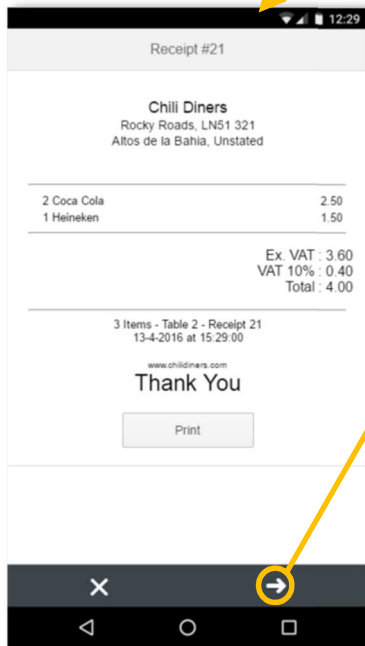 12:29
Receipt #21
Chili Diners
Rocky Roads, LN51 321
Altos de la Bahia, Unstated
2 Coca Cola 2.50
1 Heineken 1.50
Ex. VAT : 3.60
VAT 10% : 0.40
Total : 4.00
3 Items - Table 2 - Receipt 21
13-4-2016 at 15:29:00
www.chilidiners.com
Thank You
Print